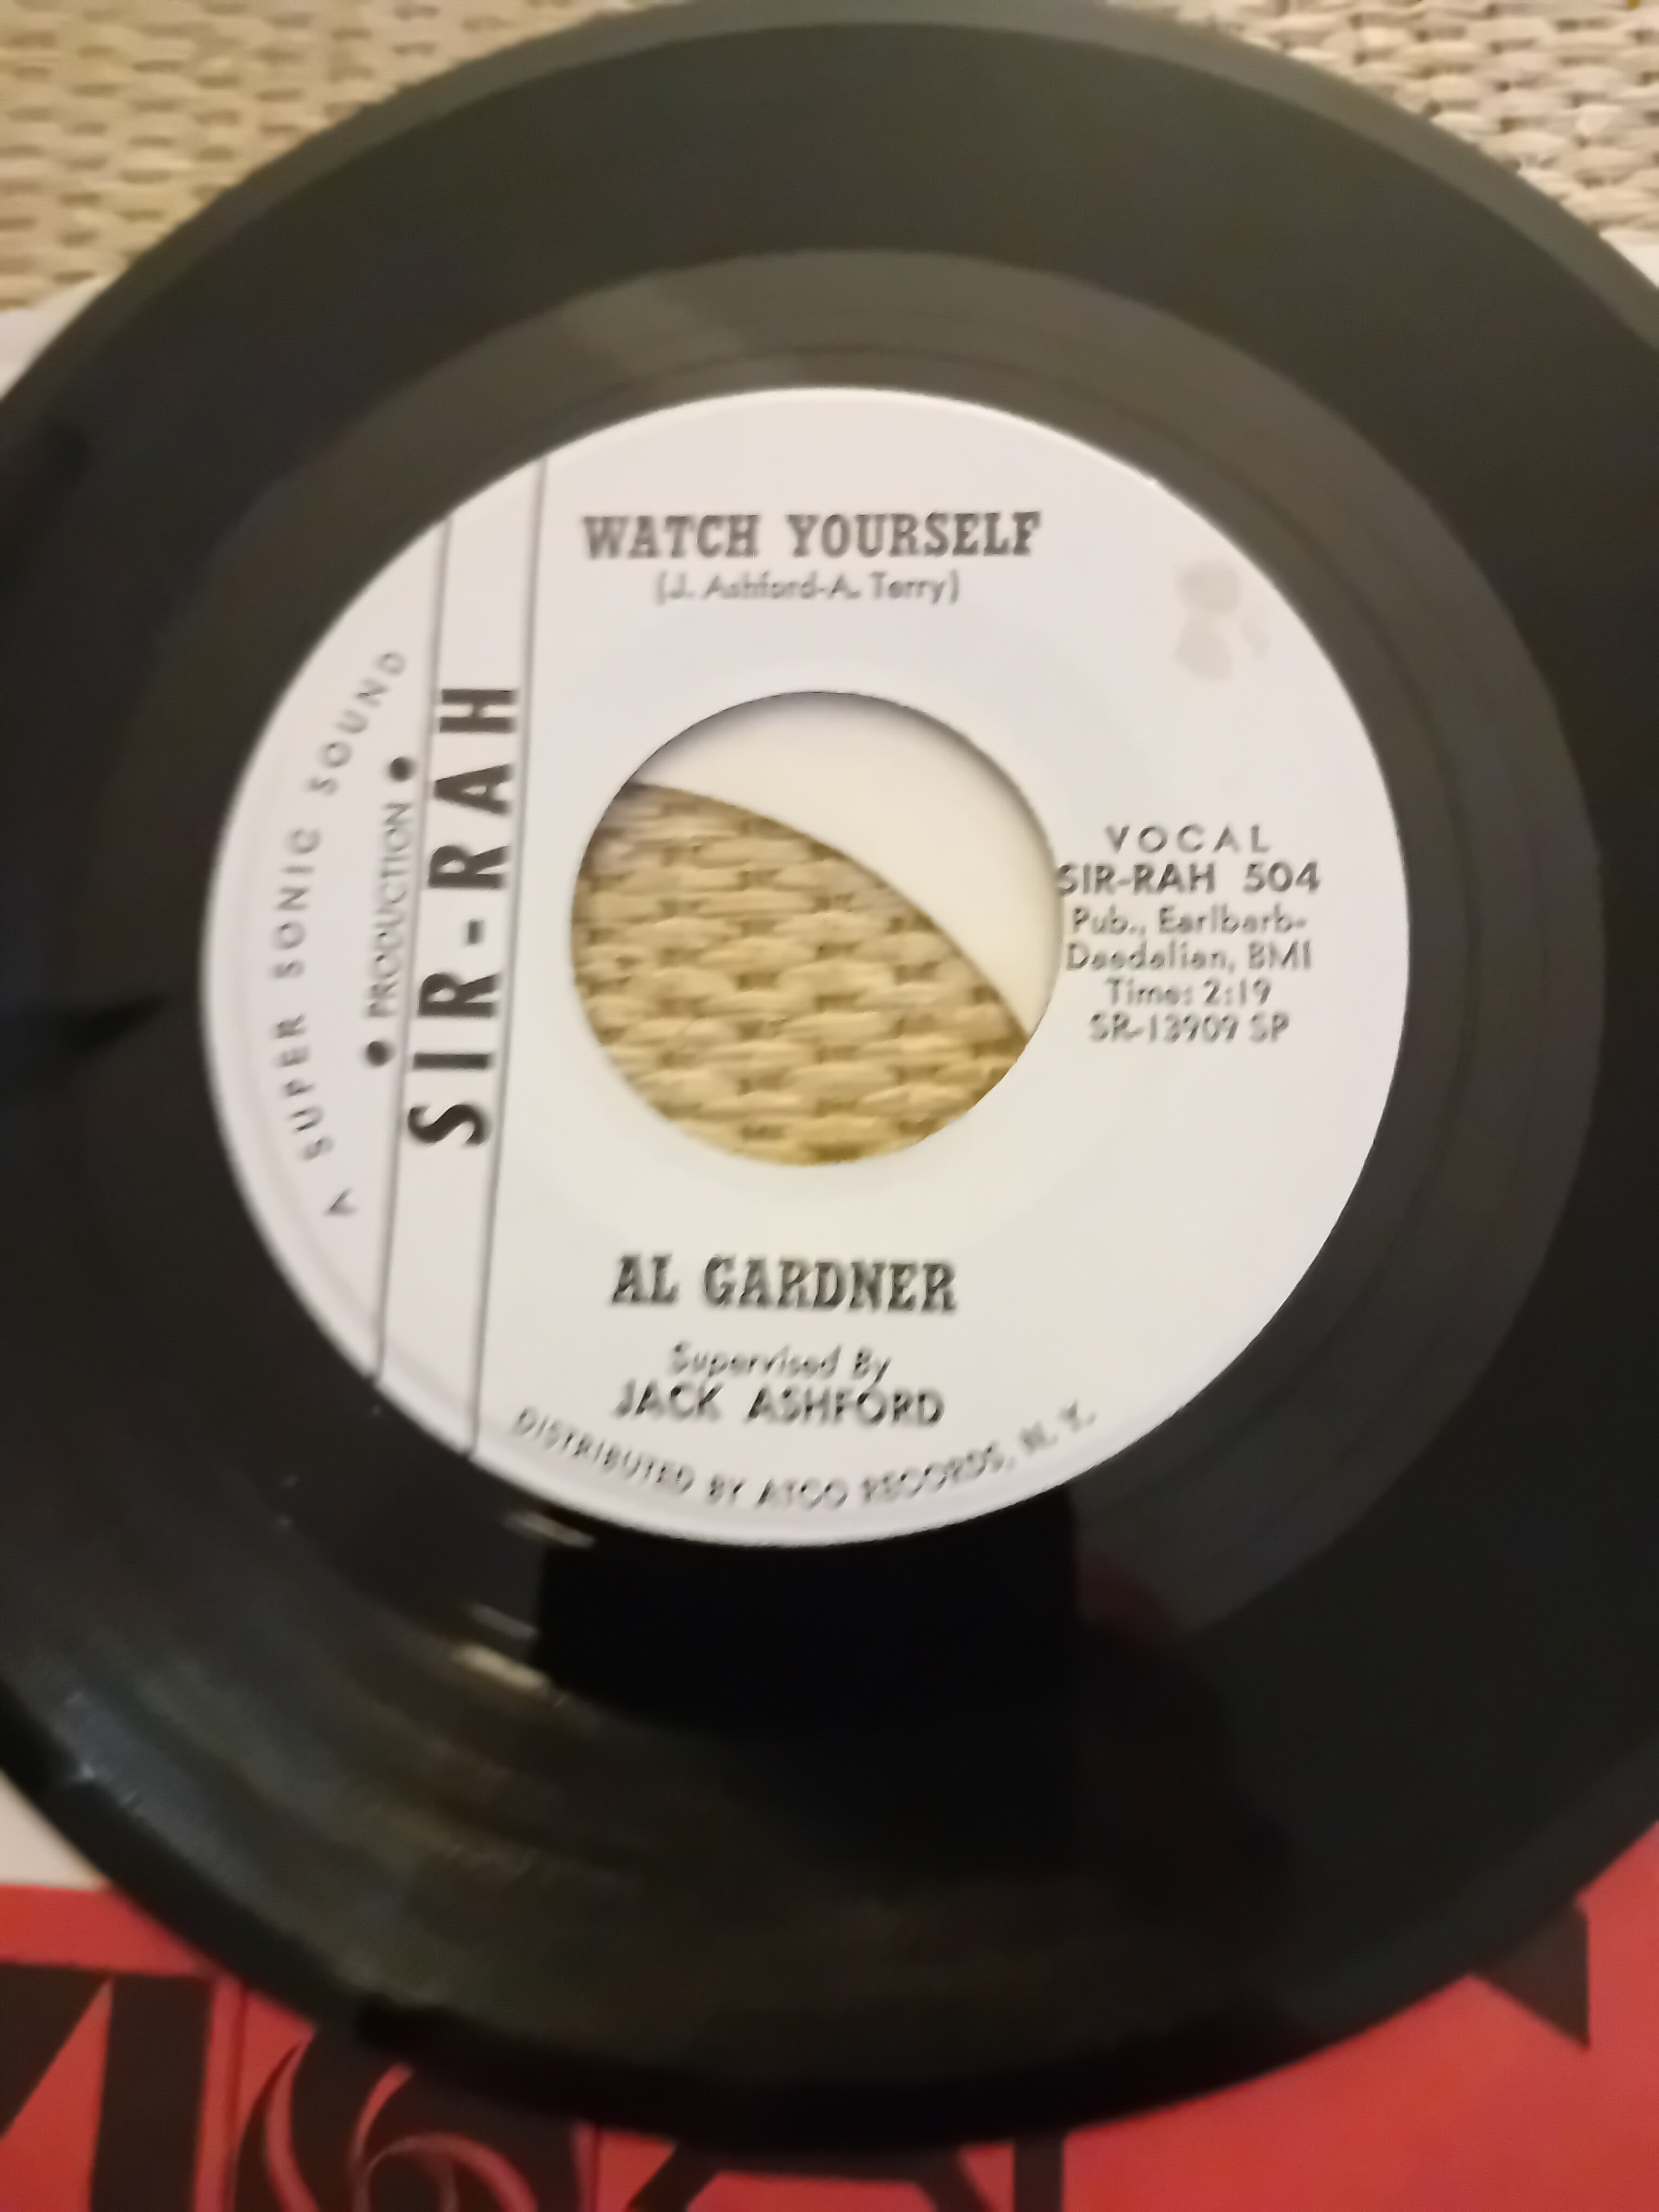 WATCH YOURSELF
(J. Ashford-A. Terry)
A SUPER SONIC SOUND
• PRODUCTION •
SIR-RAH
VOCAL
SIR-RAH 504
Pub., Earlbarb-
Daedalian, BMI
Time: 2:19
SR-13909 SP
AL GARDNER
Supervised By
JACK ASHFORD
DISTRIBUTED BY ATCO RECORDS, N. Y.